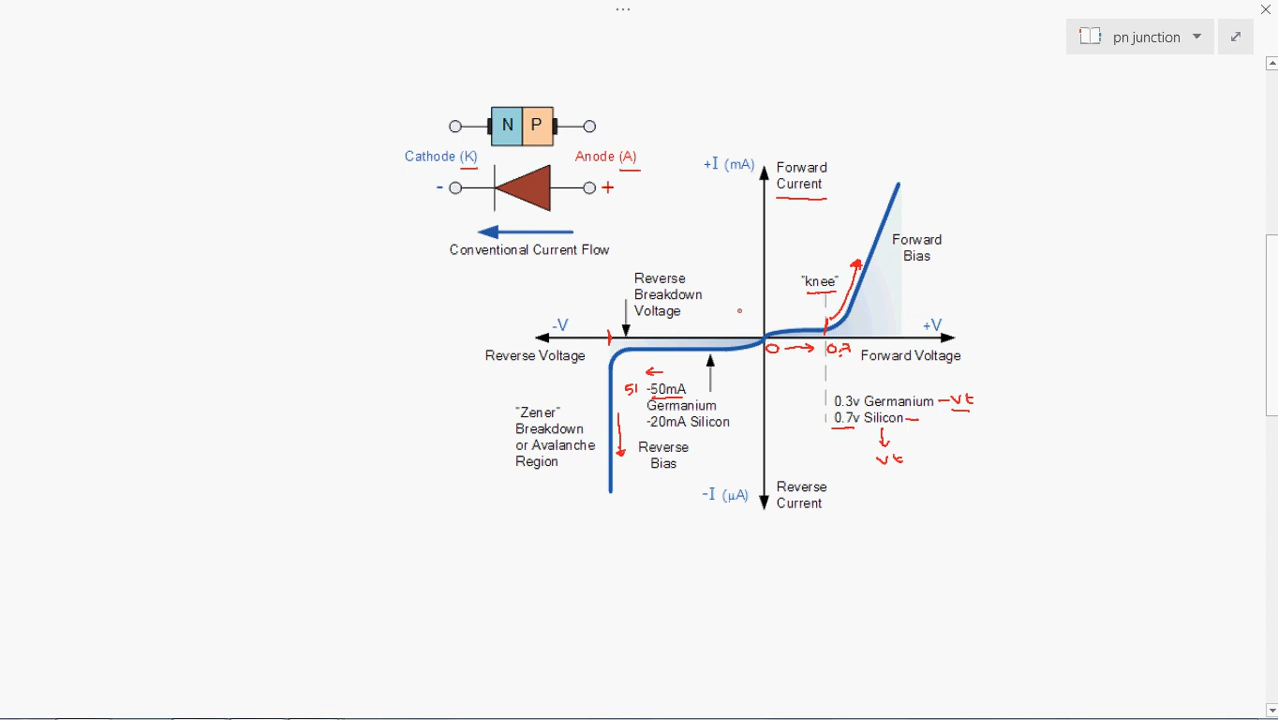 ...
pn junction
N P
Cathode (K)
Anode (A)
- +
Conventional Current Flow
+I (mA)
Forward
Current
Forward
Bias
"knee"
Reverse
Breakdown
Voltage
-V
+V
Reverse Voltage
0 → 0.7
Forward Voltage
51
-50mA
Germanium
-20mA Silicon
0.3v Germanium - Vt
0.7v Silicon -
Vt
"Zener"
Breakdown
or Avalanche
Region
Reverse
Bias
-I (µA)
Reverse
Current